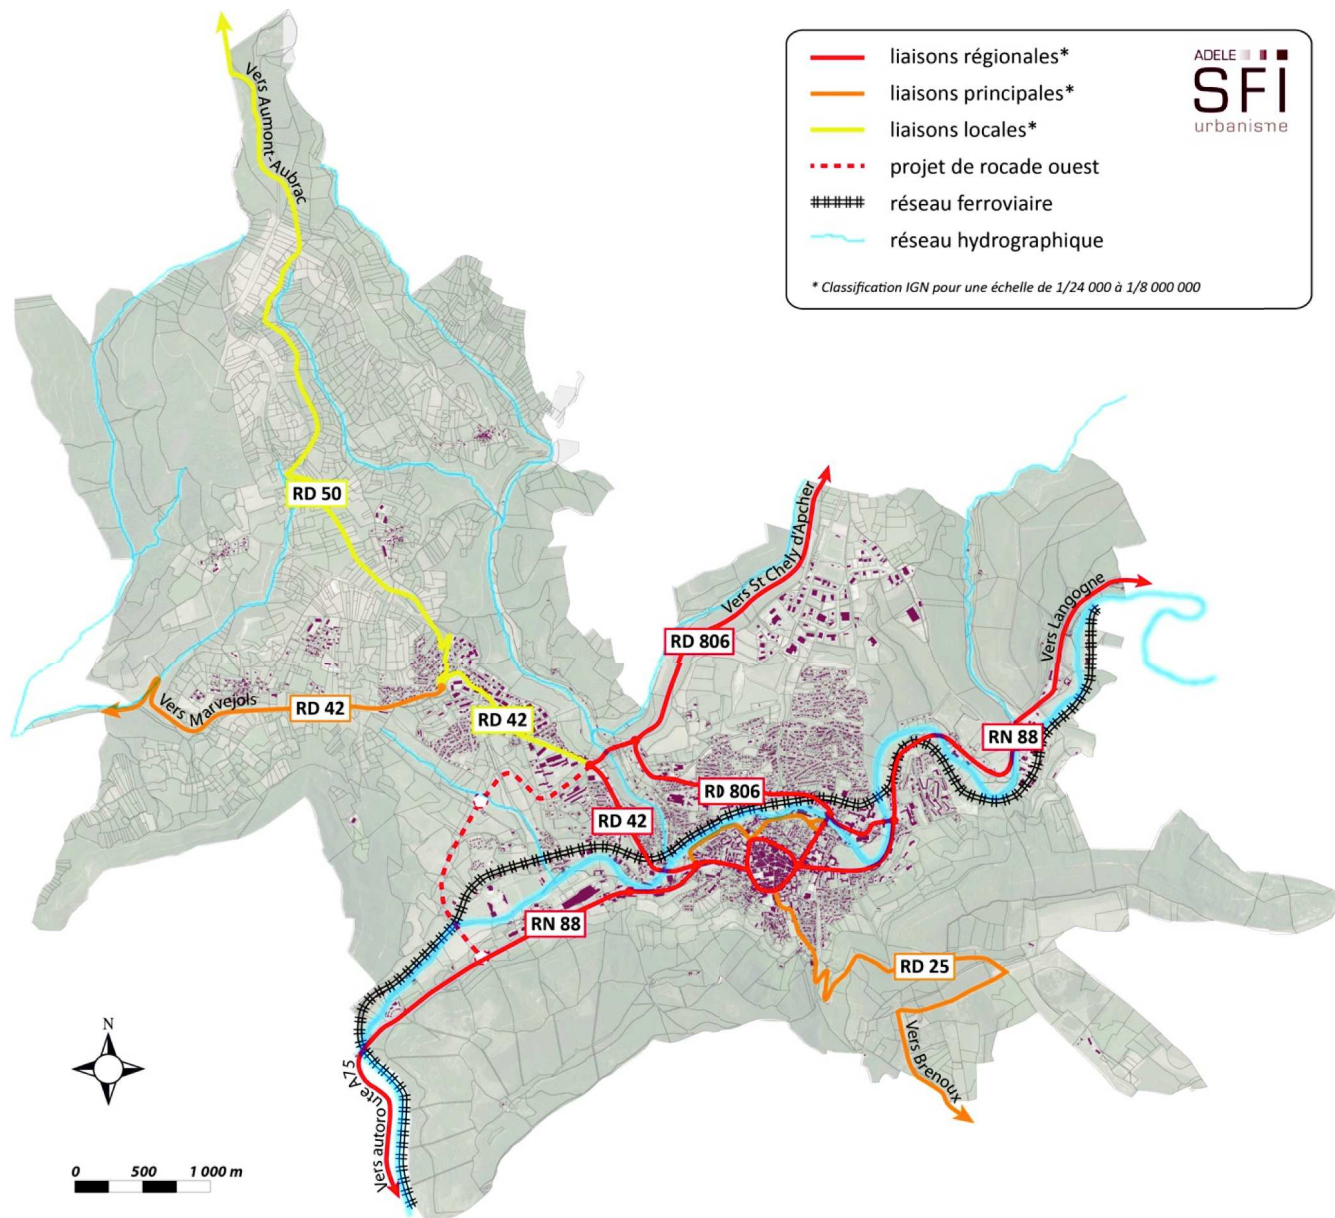 liaisons régionales*
ADELE
SFI
urbanisme
liaisons principales*
liaisons locales*
projet de rocade ouest
réseau ferroviaire
réseau hydrographique
* Classification IGN pour une échelle de 1/24 000 à 1/8 000 000
Vers Aumont-Aubrac
RD 50
Vers St Chely d'Apcher
Vers Langogne
RD 806
Vers Marvejols
RD 42
RD 42
RN 88
RD 806
RD 42
RN 88
RD 25
Vers Brenoux
N
Vers autoroute A75
0 500 1 000 m